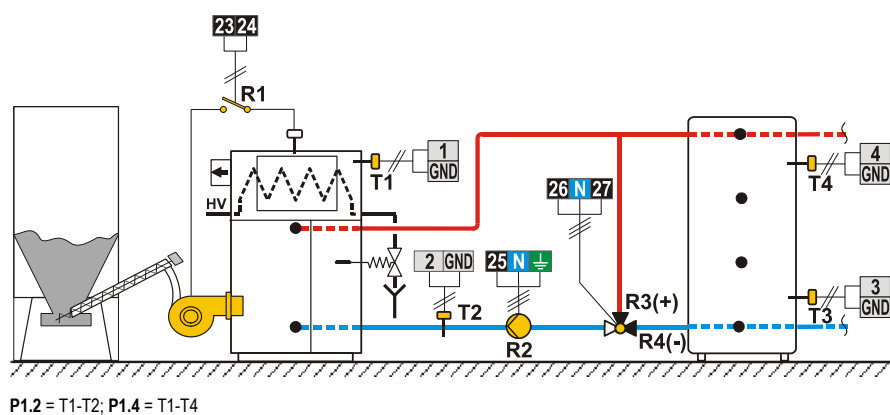 23 24
R1
1
GND
T1
4
GND
T4
HV
26 N 27
2 GND
25 N
T2
R2
R3(+)
R4(-)
3
GND
T3
P1.2 = T1-T2; P1.4 = T1-T4